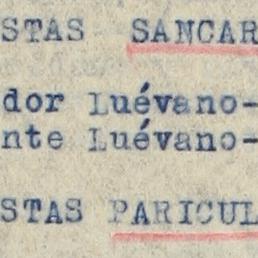 STAS SANCAR
dor Luévano-
nte Luévano-
STAS PARICUL